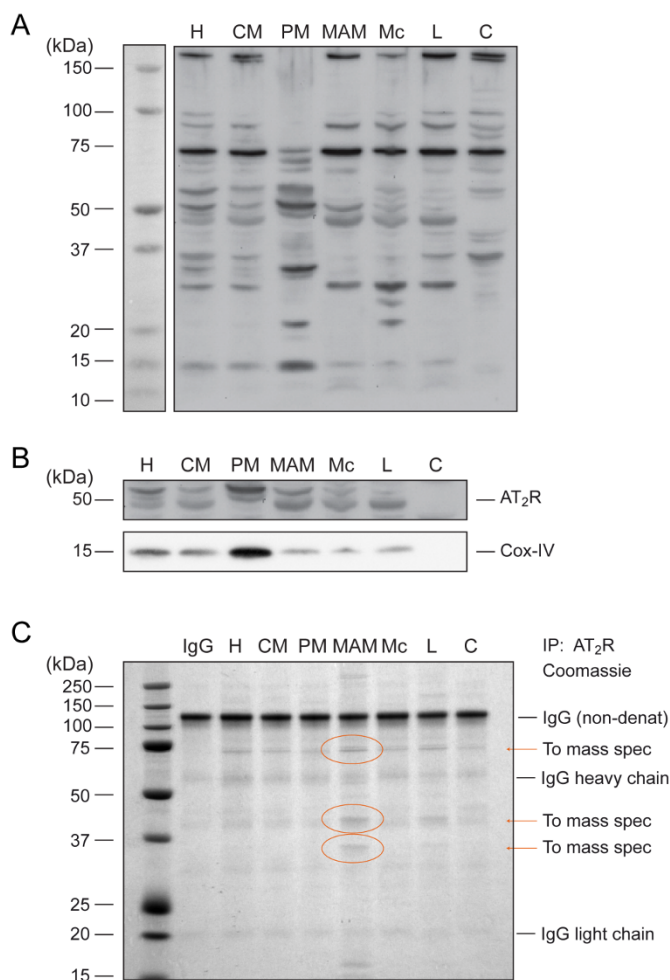 A
(kDa)
H CM PM MAM Mc L C
150
100
75
50
37
20
15
10
B
(kDa)
H CM PM MAM Mc L C
50
AT₂R
15
Cox-IV
C
(kDa)
IgG H CM PM MAM Mc L C
IP: AT₂R
Coomassie
250
150
100
IgG (non-denat)
75
To mass spec
IgG heavy chain
50
To mass spec
37
To mass spec
25
20
IgG light chain
15